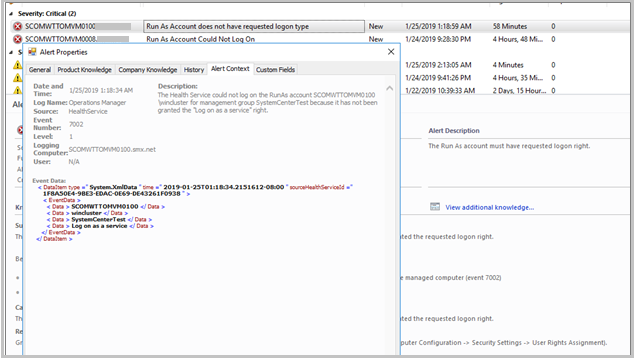 Severity: Critical (2)
SCOMWTTOMVM0100 Run As Account does not have requested logon type New 1/25/2019 1:18:59 AM 58 Minutes 0
SCOMWTTOMVM0008. Run As Account Could Not Log On New 1/24/2019 9:28:30 PM 4 Hours, 48 Mi... 0
1/25/2019 2:13:05 AM 4 Minutes 0
1/24/2019 9:41:26 PM 4 Hours, 35 Mi... 0
1/22/2019 10:39:33 AM 2 Days, 15 Hour... 0
Alert Properties
General Product Knowledge Company Knowledge History Alert Context Custom Fields
Date and Time: 1/25/2019 1:18:34 AM
Log Name: Operations Manager
Source: HealthService
Event Number: 7002
Level: 1
Logging Computer: SCOMWTTOMVM0100.smx.net
User: N/A
Description:
The Health Service could not log on the RunAs account SCOMWTTOMVM0100
\wincluster for management group SystemCenterTest because it has not been
granted the "Log on as a service" right.
Event Data:
< DataItem type =" System.XmlData " time =" 2019-01-25T01:18:34.2151612-08:00 " sourceHealthServiceId ="
1F8A50E4-9BE3-EDAC-0E69-DE43261F0938 " >
< EventData >
< Data > SCOMWTTOMVM0100 </ Data >
< Data > wincluster </ Data >
< Data > SystemCenterTest </ Data >
< Data > Log on as a service </ Data >
</ EventData >
</ DataItem >
Alert Description
The Run As Account must have requested logon right.
View additional knowledge...
ted the requested logon right.
e managed computer (event 7002)
ted the requested logon right.
puter Configuration -> Security Settings -> User Rights Assignment).